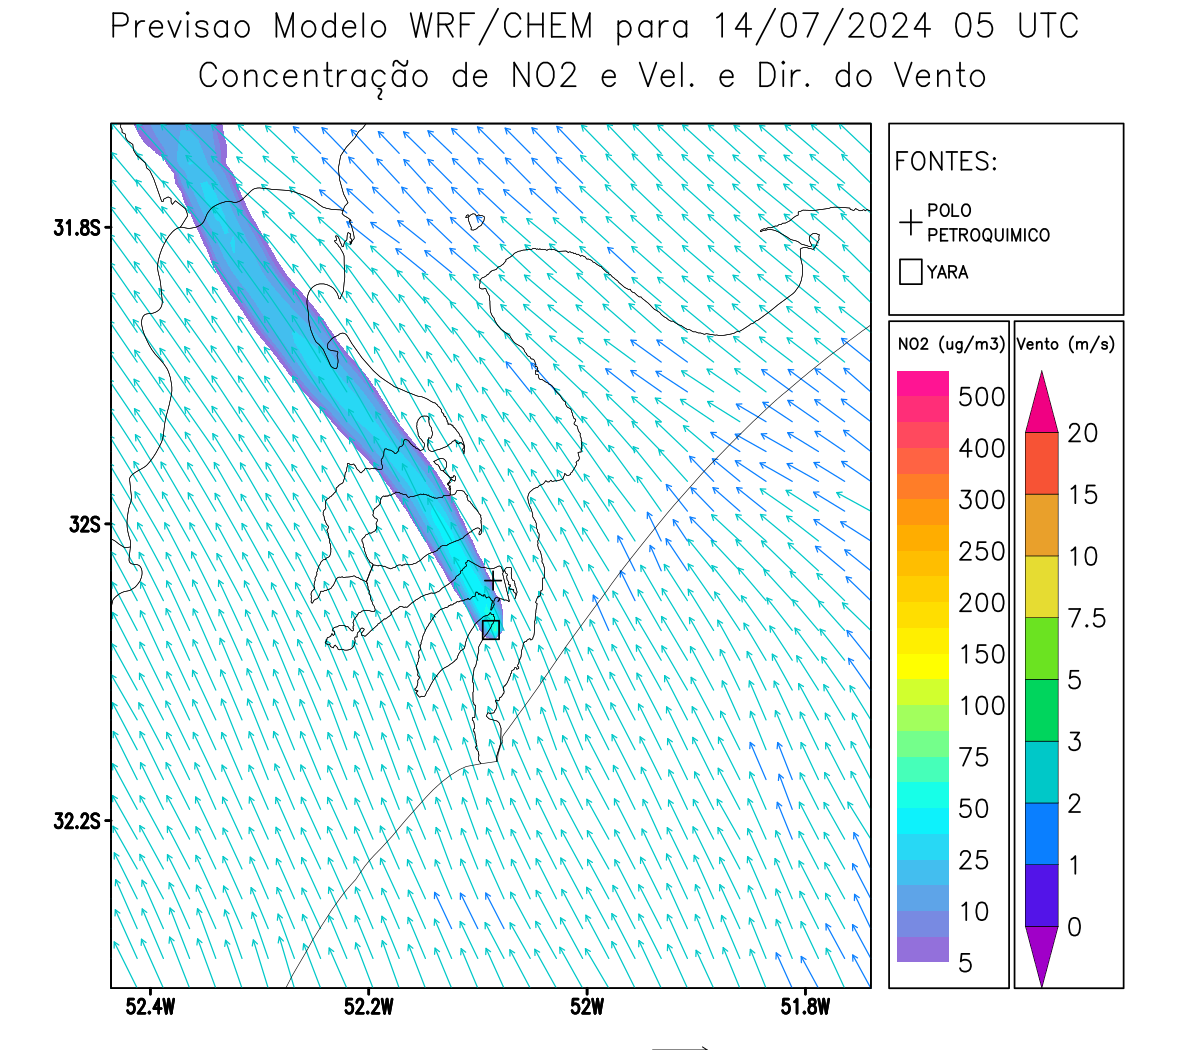 Previsao Modelo WRF/CHEM para 14/07/2024 05 UTC
Concentração de NO2 e Vel. e Dir. do Vento
FONTES:
POLO
PETROQUIMICO
YARA
NO2 (ug/m3)
500
400
300
250
200
150
100
75
50
25
10
5
Vento (m/s)
20
15
10
7.5
5
3
2
1
0
31.8S
32S
32.2S
52.4W
52.2W
52W
51.8W